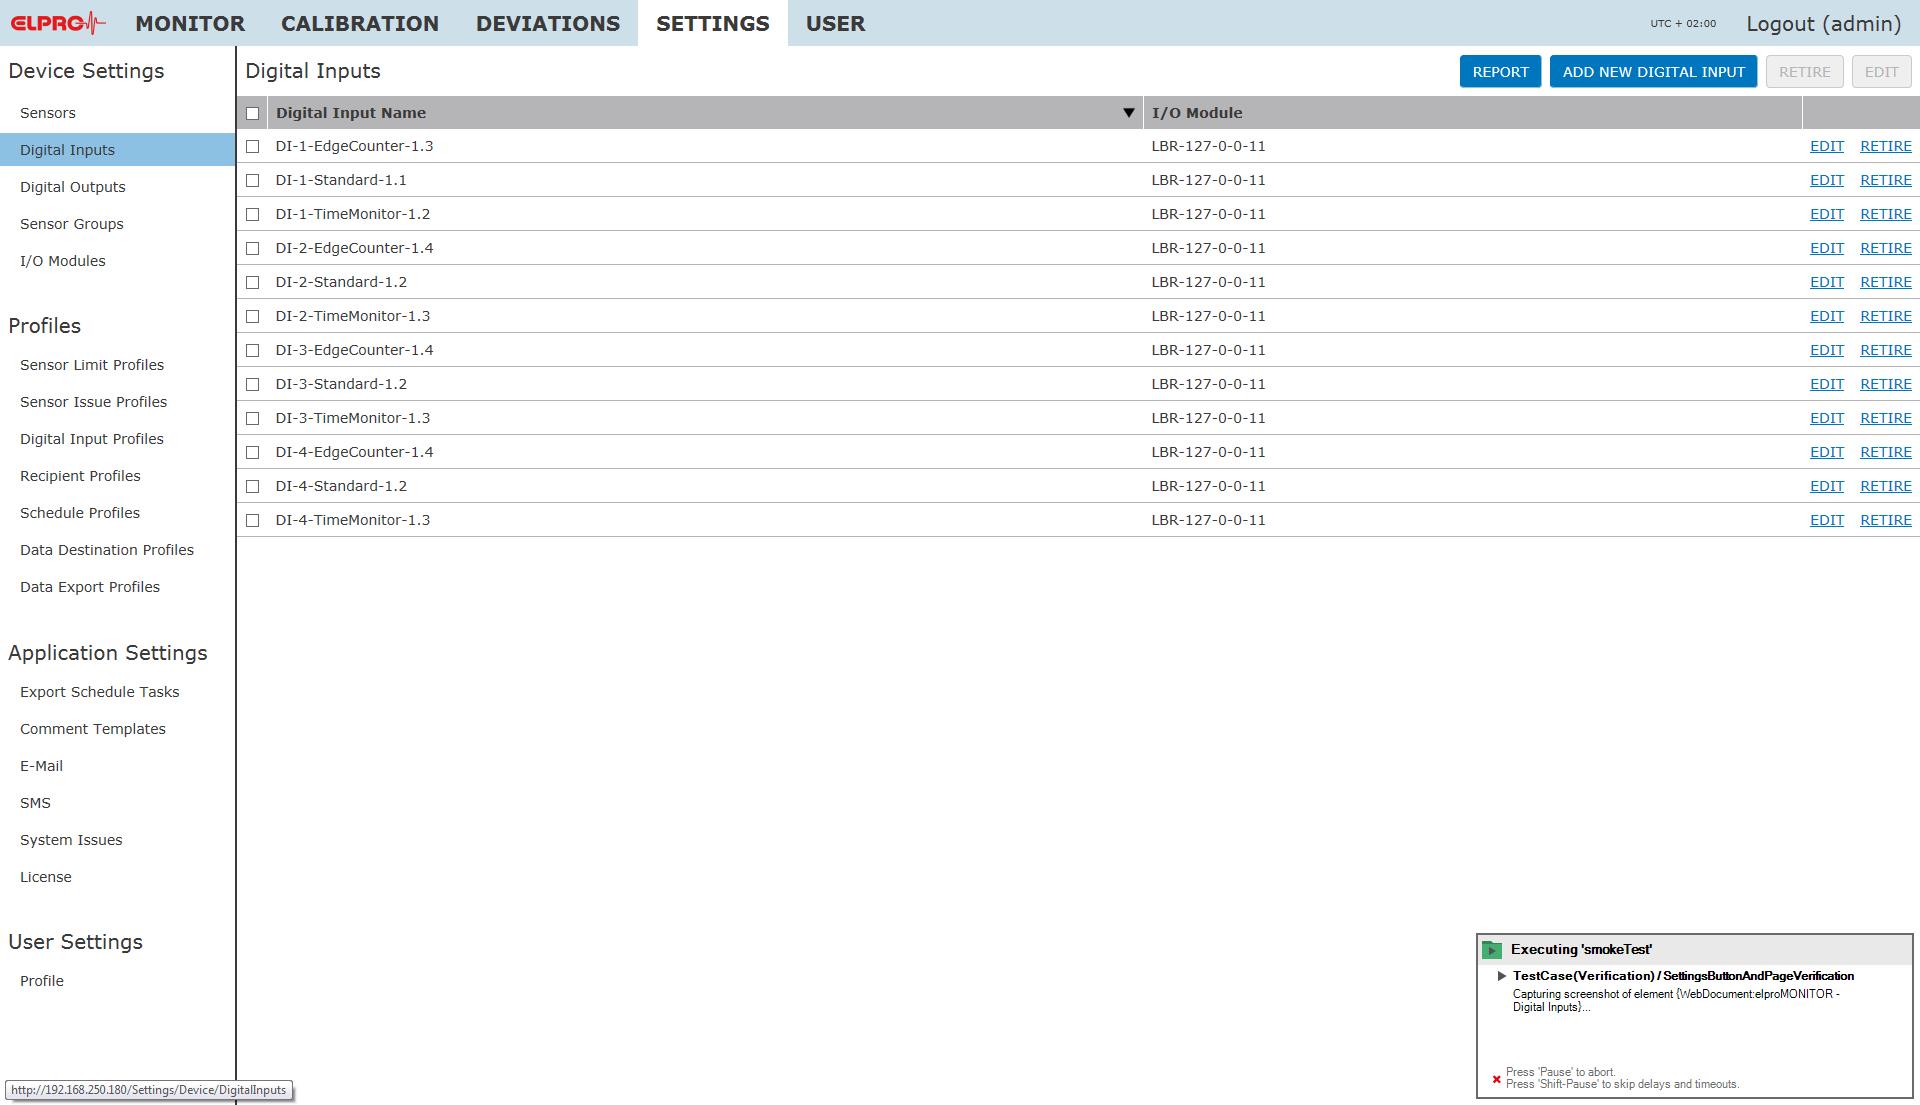 ELPRO MONITOR CALIBRATION DEVIATIONS SETTINGS USER UTC + 02:00 Logout (admin)
Device Settings
Sensors
Digital Inputs
Digital Outputs
Sensor Groups
I/O Modules
Profiles
Sensor Limit Profiles
Sensor Issue Profiles
Digital Input Profiles
Recipient Profiles
Schedule Profiles
Data Destination Profiles
Data Export Profiles
Application Settings
Export Schedule Tasks
Comment Templates
E-Mail
SMS
System Issues
License
User Settings
Profile
http://192.168.250.180/Settings/Device/DigitalInputs
Digital Inputs REPORT ADD NEW DIGITAL INPUT RETIRE EDIT
Digital Input Name ▼ I/O Module
DI-1-EdgeCounter-1.3 LBR-127-0-0-11 EDIT RETIRE
DI-1-Standard-1.1 LBR-127-0-0-11 EDIT RETIRE
DI-1-TimeMonitor-1.2 LBR-127-0-0-11 EDIT RETIRE
DI-2-EdgeCounter-1.4 LBR-127-0-0-11 EDIT RETIRE
DI-2-Standard-1.2 LBR-127-0-0-11 EDIT RETIRE
DI-2-TimeMonitor-1.3 LBR-127-0-0-11 EDIT RETIRE
DI-3-EdgeCounter-1.4 LBR-127-0-0-11 EDIT RETIRE
DI-3-Standard-1.2 LBR-127-0-0-11 EDIT RETIRE
DI-3-TimeMonitor-1.3 LBR-127-0-0-11 EDIT RETIRE
DI-4-EdgeCounter-1.4 LBR-127-0-0-11 EDIT RETIRE
DI-4-Standard-1.2 LBR-127-0-0-11 EDIT RETIRE
DI-4-TimeMonitor-1.3 LBR-127-0-0-11 EDIT RETIRE
Executing 'smokeTest'
TestCase(Verification) / SettingsButtonAndPageVerification
Capturing screenshot of element {WebDocument:elproMONITOR -
Digital Inputs}...
Press 'Pause' to abort.
Press 'Shift-Pause' to skip delays and timeouts.